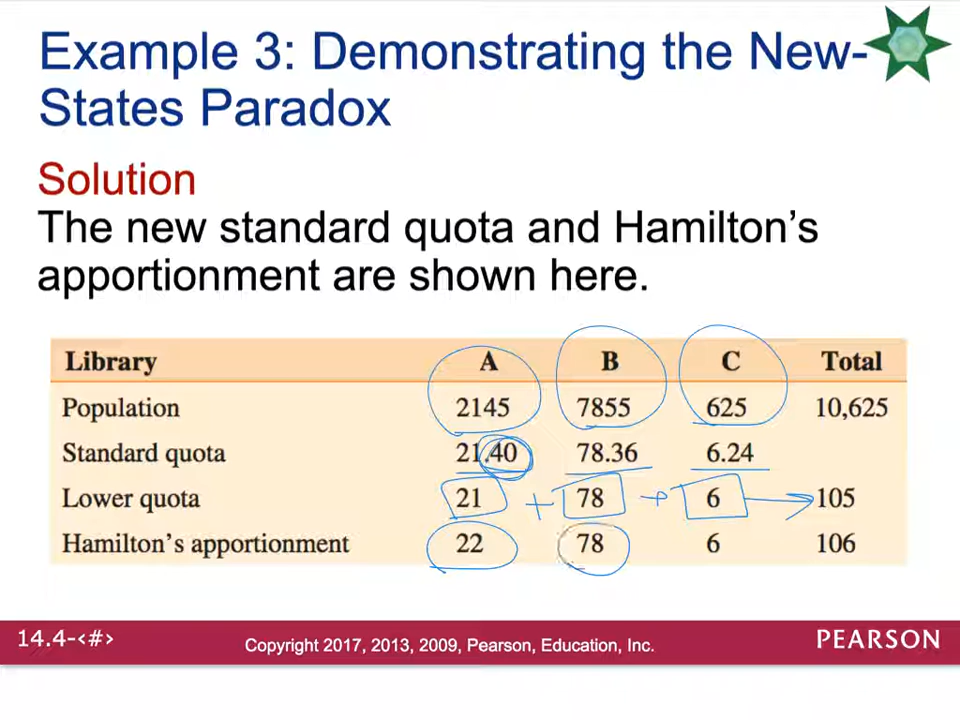 Example 3: Demonstrating the New-
States Paradox
Solution
The new standard quota and Hamilton’s
apportionment are shown here.
Library A B C Total
Population 2145 7855 625 10,625
Standard quota 21.40 78.36 6.24
Lower quota 21 + 78 + 6 105
Hamilton’s apportionment 22 78 6 106
14.4-<#>
Copyright 2017, 2013, 2009, Pearson, Education, Inc.
PEARSON